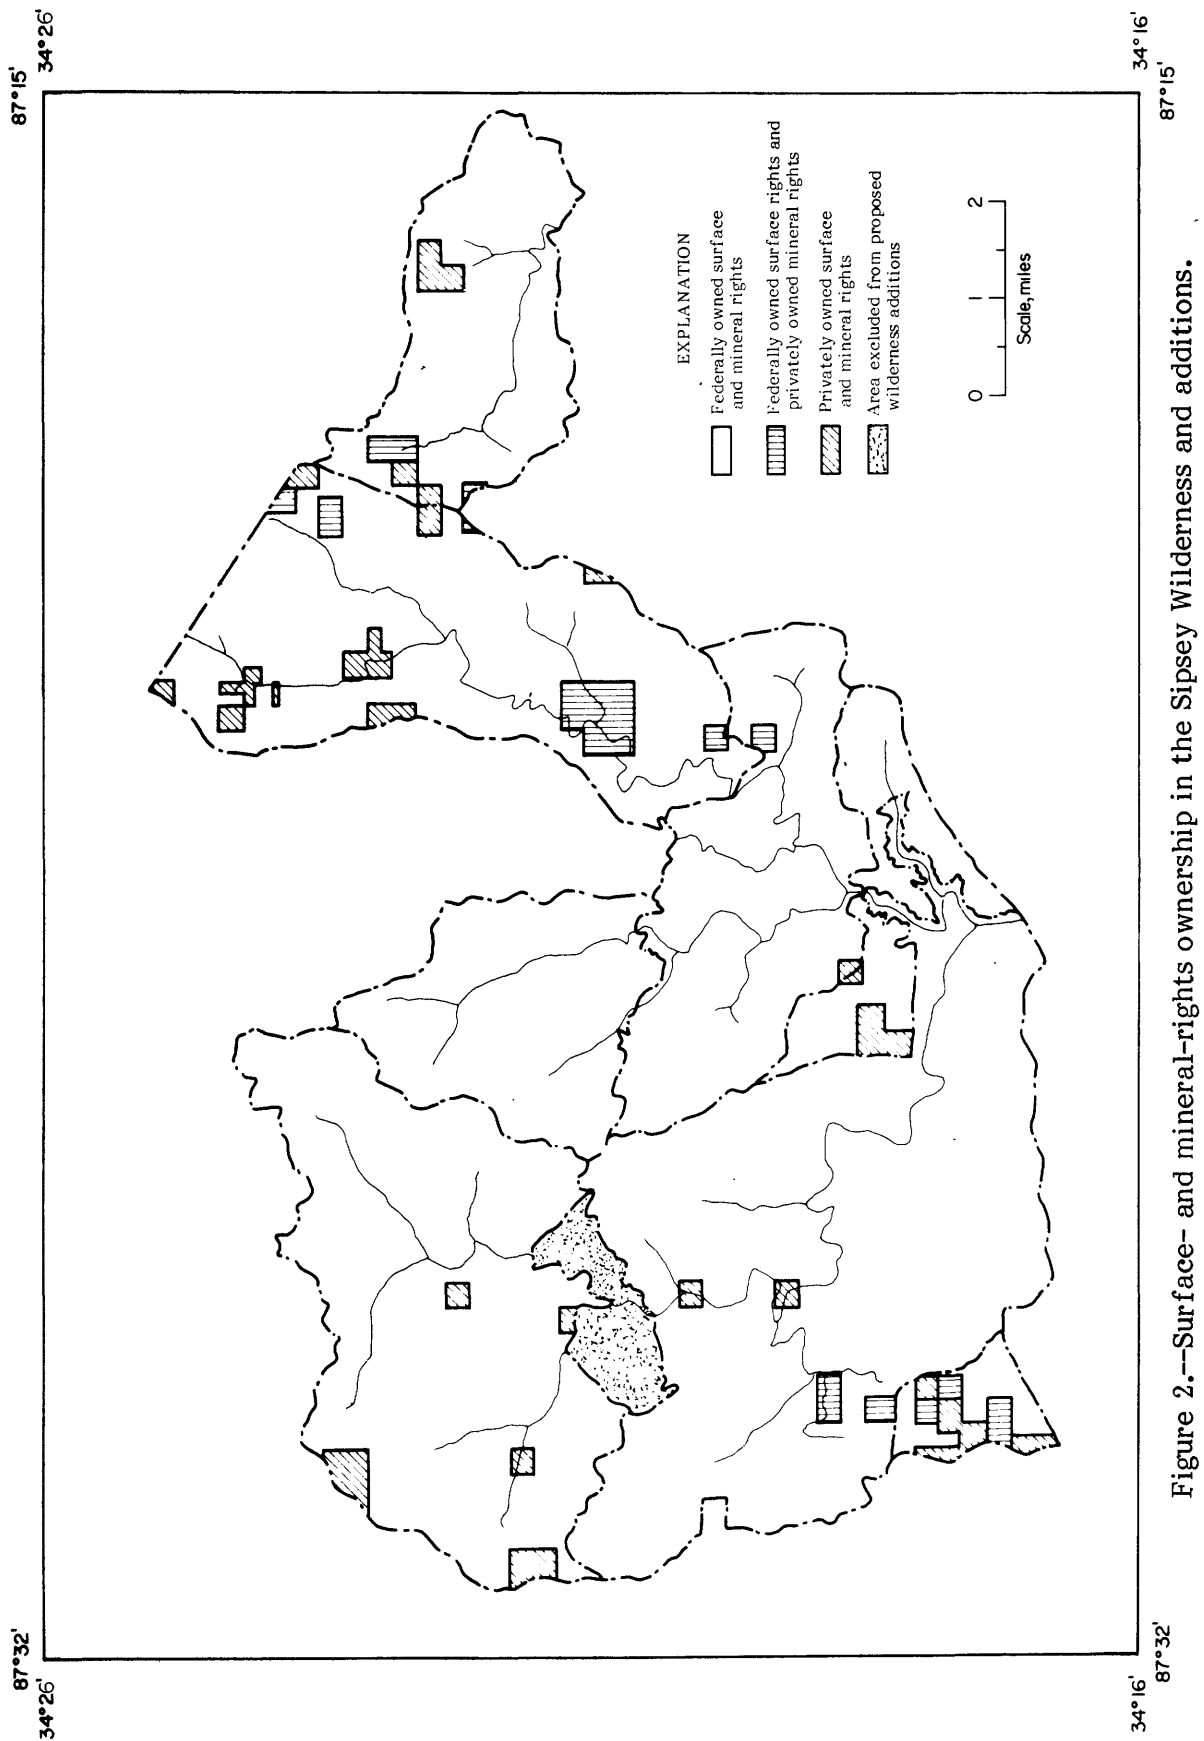 87°32'
87°15'
34°26'
34°26'
EXPLANATION
Federally owned surface
and mineral rights
Federally owned surface rights and
privately owned mineral rights
Privately owned surface
and mineral rights
Area excluded from proposed
wilderness additions
0 1 2
Scale, miles
34°16'
34°16'
87°32'
87°15'
Figure 2.--Surface- and mineral-rights ownership in the Sipsey Wilderness and additions.